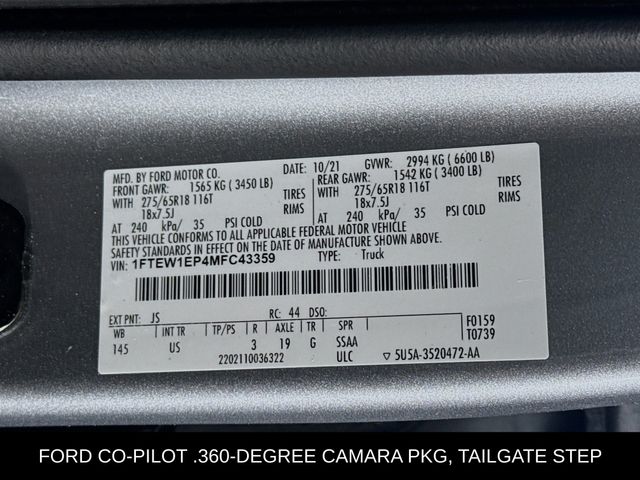 MFD. BY FORD MOTOR CO.
DATE: 10/21 GVWR: 2994 KG ( 6600 LB)
FRONT GAWR: 1565 KG ( 3450 LB)
REAR GAWR: 1542 KG ( 3400 LB)
WITH 275/65R18 116T TIRES
WITH 275/65R18 116T TIRES
18x7.5J RIMS
18x7.5J RIMS
AT 240 kPa/ 35 PSI COLD
AT 240 kPa/ 35 PSI COLD
THIS VEHICLE CONFORMS TO ALL APPLICABLE FEDERAL MOTOR VEHICLE
SAFETY STANDARDS IN EFFECT ON THE DATE OF MANUFACTURE SHOWN ABOVE.
VIN: 1FTEW1EP4MFC43359 TYPE: Truck
EXT PNT: JS RC: 44 DSO: F0159
WB INT TR TP/PS R AXLE TR SPR T0739
145 US 3 19 G SSAA
2202110036322 ULC ▽ 5U5A-3520472-AA
FORD CO-PILOT .360-DEGREE CAMARA PKG, TAILGATE STEP